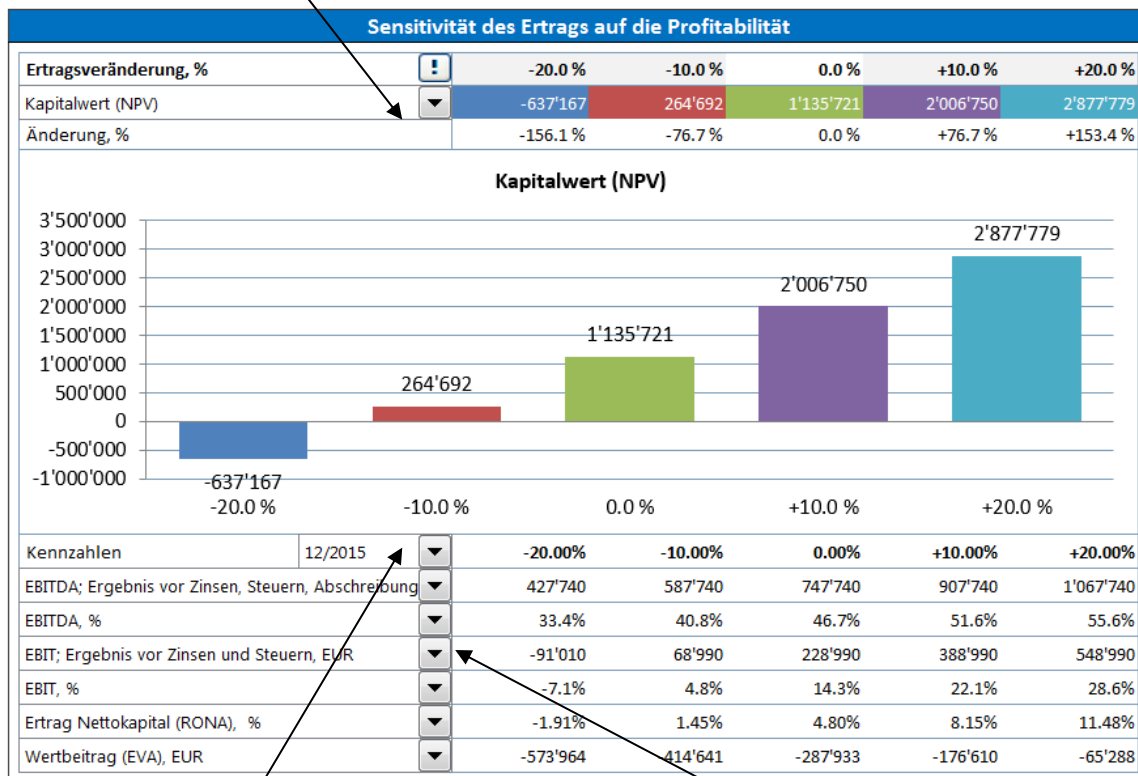 Sensitivität des Ertrags auf die Profitabilität
Ertragsveränderung, % ! -20.0 % -10.0 % 0.0 % +10.0 % +20.0 %
Kapitalwert (NPV) -637'167 264'692 1'135'721 2'006'750 2'877'779
Änderung, % -156.1 % -76.7 % 0.0 % +76.7 % +153.4 %
Kapitalwert (NPV)
3'500'000
3'000'000
2'500'000
2'000'000
1'500'000
1'000'000
500'000
0
-500'000
-1'000'000
-637'167
264'692
1'135'721
2'006'750
2'877'779
-20.0 % -10.0 % 0.0 % +10.0 % +20.0 %
Kennzahlen 12/2015 -20.00% -10.00% 0.00% +10.00% +20.00%
EBITDA; Ergebnis vor Zinsen, Steuern, Abschreibung 427'740 587'740 747'740 907'740 1'067'740
EBITDA, % 33.4% 40.8% 46.7% 51.6% 55.6%
EBIT; Ergebnis vor Zinsen und Steuern, EUR -91'010 68'990 228'990 388'990 548'990
EBIT, % -7.1% 4.8% 14.3% 22.1% 28.6%
Ertrag Nettokapital (RONA), % -1.91% 1.45% 4.80% 8.15% 11.48%
Wertbeitrag (EVA), EUR -573'964 -414'641 -287'933 -176'610 -65'288